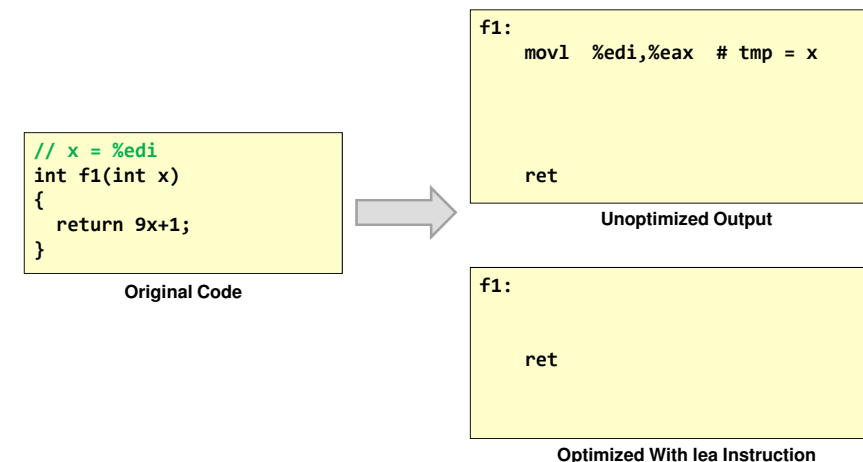 // x = %edi
int f1(int x)
{
  return 9x+1;
}
Original Code
f1:
    movl  %edi,%eax  # tmp = x
    ret
Unoptimized Output
f1:
    ret
Optimized With lea Instruction